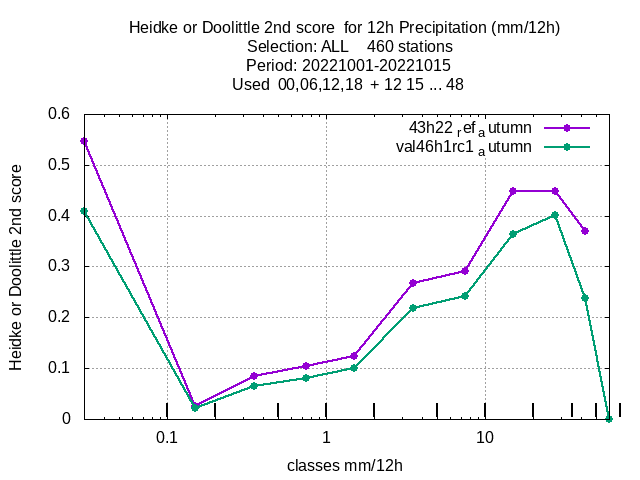 Heidke or Doolittle 2nd score  for 12h Precipitation (mm/12h)
Selection: ALL    460 stations
Period: 20221001-20221015
Used  00,06,12,18  + 12 15 ... 48
43h22 ref autumn
val46h1rc1 autumn
Heidke or Doolittle 2nd score
0.6
0.5
0.4
0.3
0.2
0.1
0
0.1
1
10
classes mm/12h